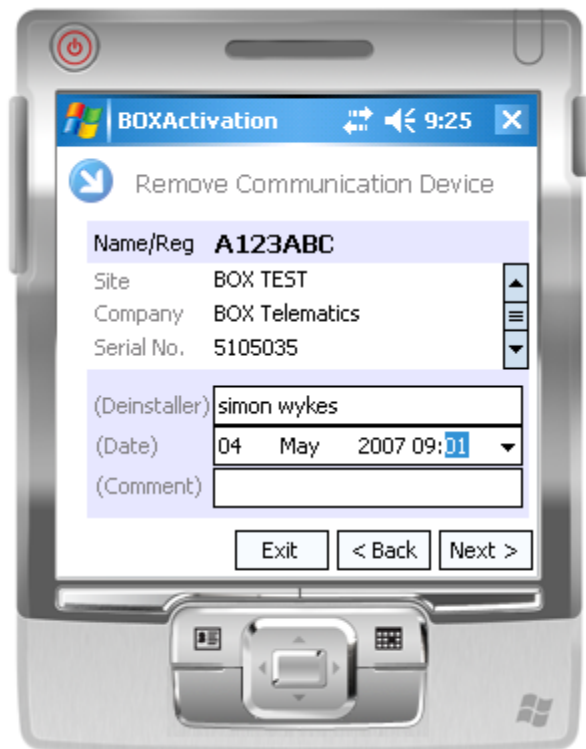 BOXActivation 9:25
Remove Communication Device
Name/Reg A123ABC
Site BOX TEST
Company BOX Telematics
Serial No. 5105035
(Deinstaller) simon wykes
(Date) 04 May 2007 09:01
(Comment)
Exit < Back Next >